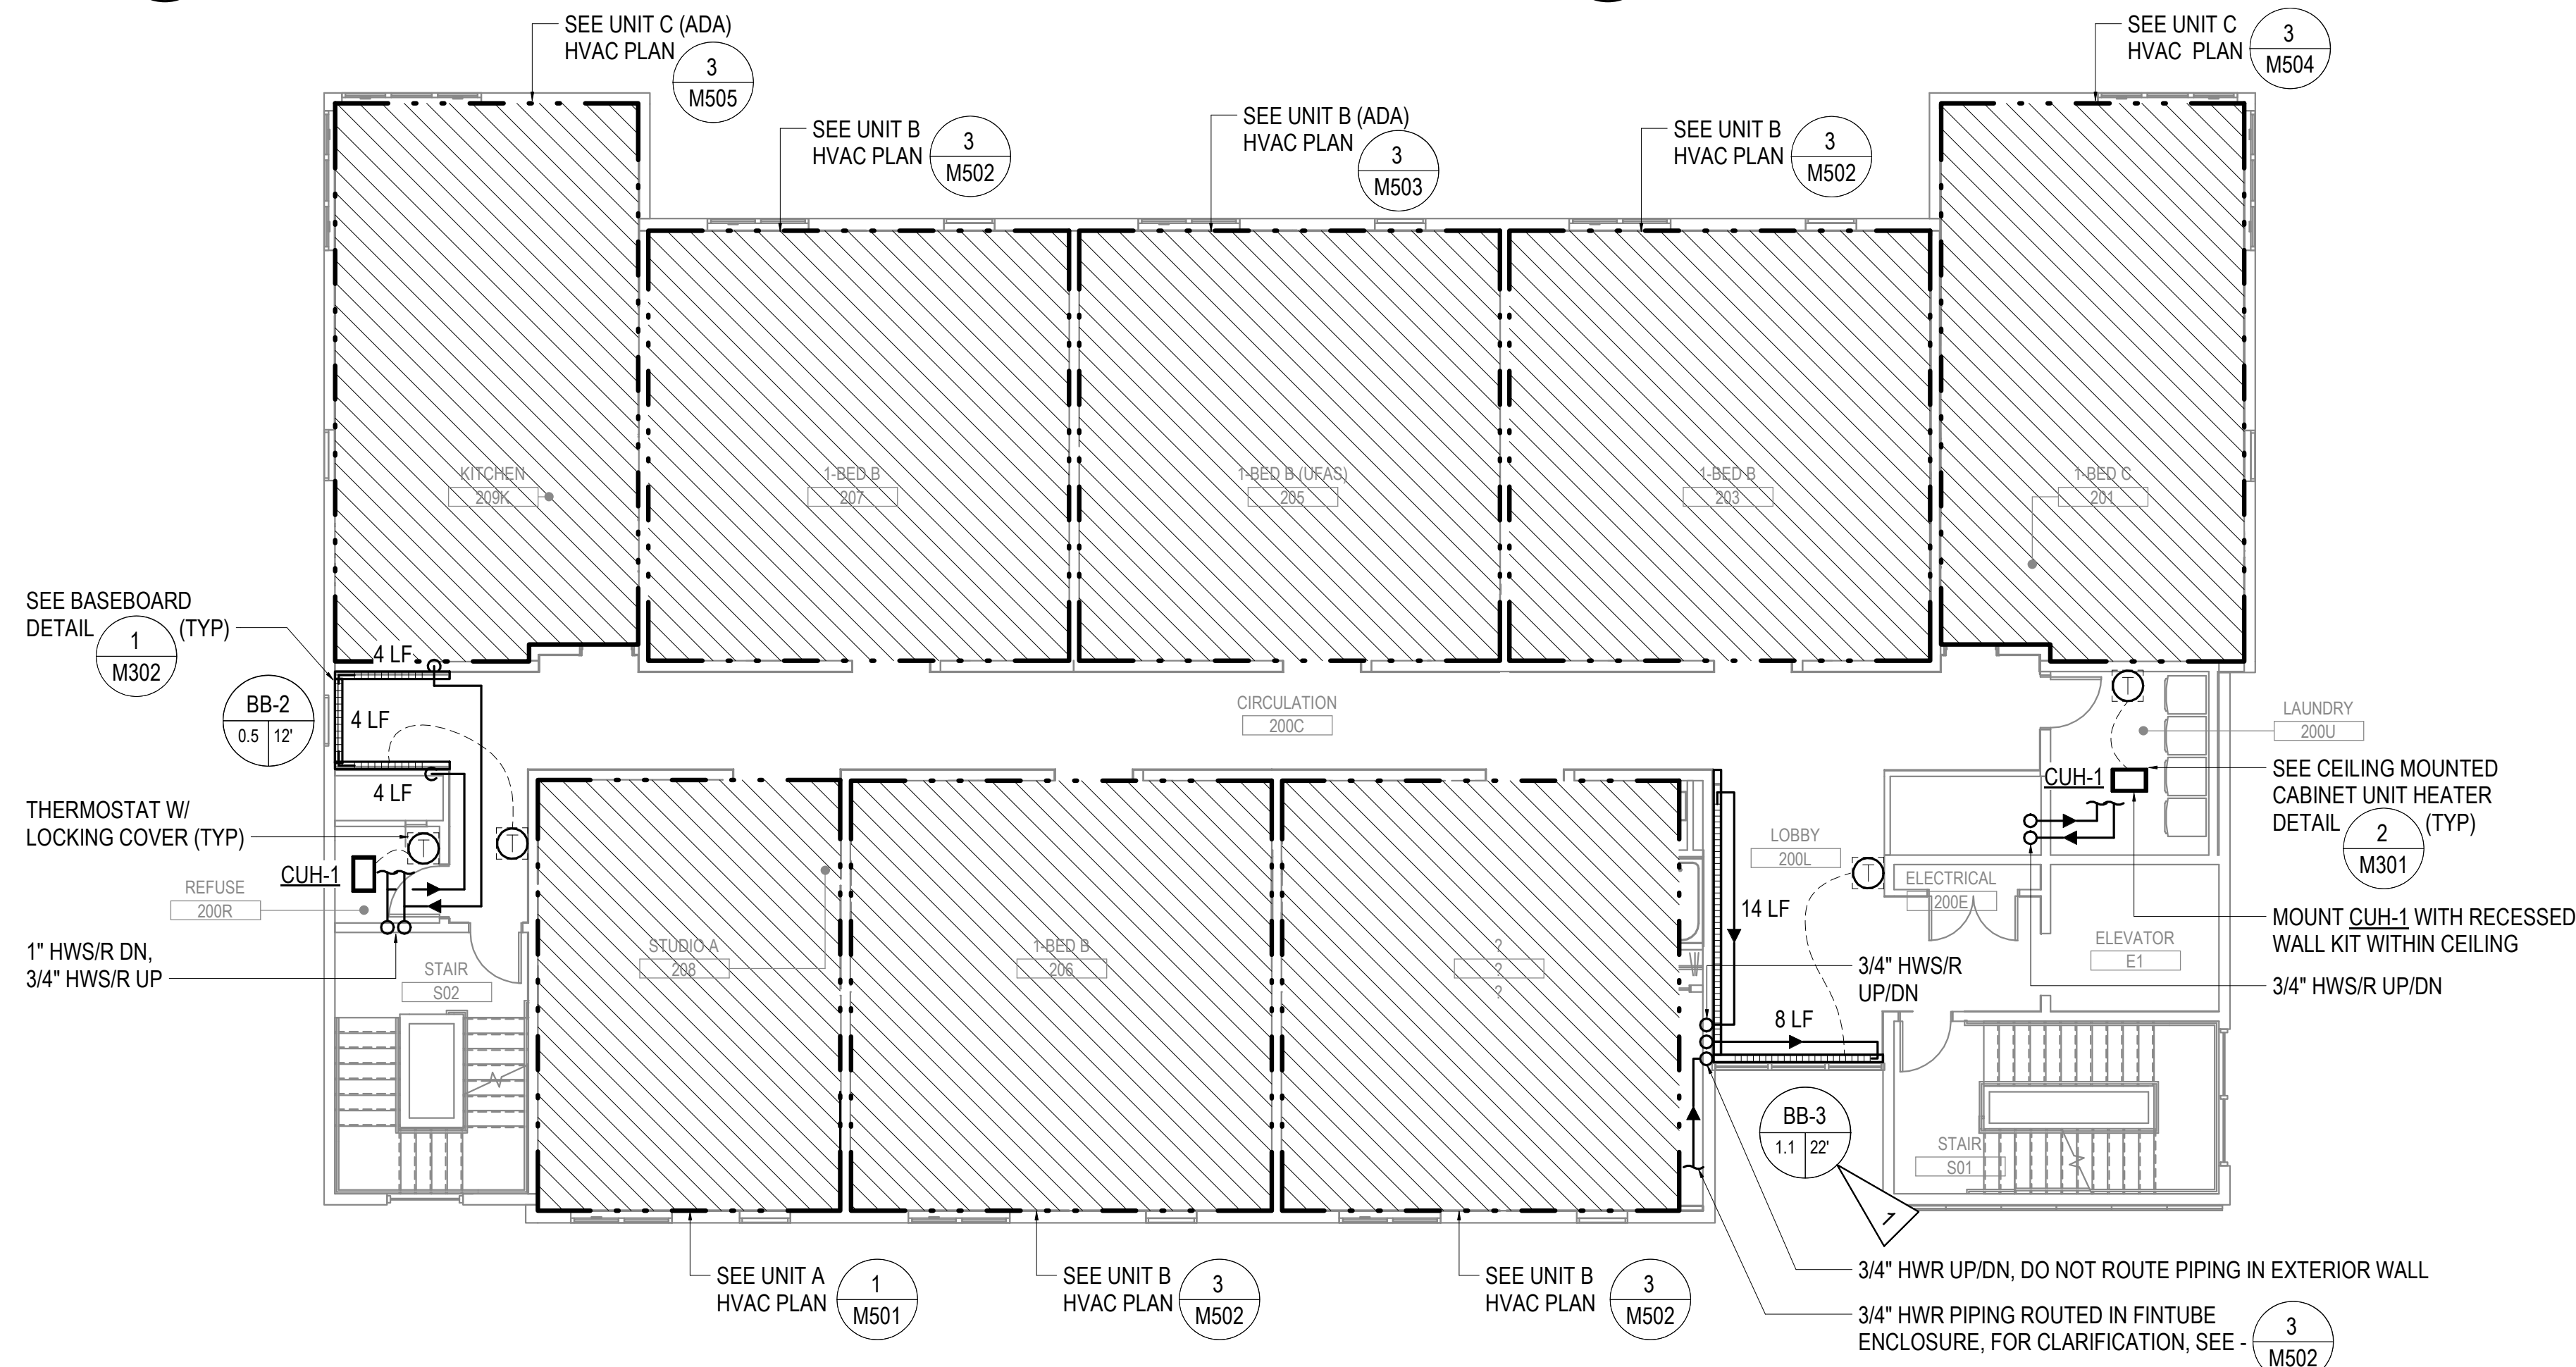 SEE UNIT C (ADA)
HVAC PLAN
3
M505
SEE UNIT B
HVAC PLAN
3
M502
SEE UNIT B (ADA)
HVAC PLAN
3
M503
SEE UNIT B
HVAC PLAN
3
M502
SEE UNIT C
HVAC PLAN
3
M504
KITCHEN
209K
1-BED B
207
1-BED B (UFAS)
205
1-BED B
203
1-BED C
201
SEE BASEBOARD
DETAIL
1
M302
(TYP)
4 LF
4 LF
4 LF
BB-2
0.5
12'
THERMOSTAT W/
LOCKING COVER (TYP)
T
T
CUH-1
REFUSE
200R
1" HWS/R DN,
3/4" HWS/R UP
STAIR
S02
CIRCULATION
200C
STUDIO A
208
1-BED B
206
?
?
?
LOBBY
200L
T
14 LF
8 LF
3/4" HWS/R
UP/DN
ELECTRICAL
200E
T
CUH-1
LAUNDRY
200U
SEE CEILING MOUNTED
CABINET UNIT HEATER
DETAIL
2
M301
(TYP)
MOUNT CUH-1 WITH RECESSED
WALL KIT WITHIN CEILING
ELEVATOR
E1
3/4" HWS/R UP/DN
BB-3
1.1
22'
1
STAIR
S01
SEE UNIT A
HVAC PLAN
1
M501
SEE UNIT B
HVAC PLAN
3
M502
SEE UNIT B
HVAC PLAN
3
M502
3/4" HWR UP/DN, DO NOT ROUTE PIPING IN EXTERIOR WALL
3/4" HWR PIPING ROUTED IN FINTUBE
ENCLOSURE, FOR CLARIFICATION, SEE -
3
M502